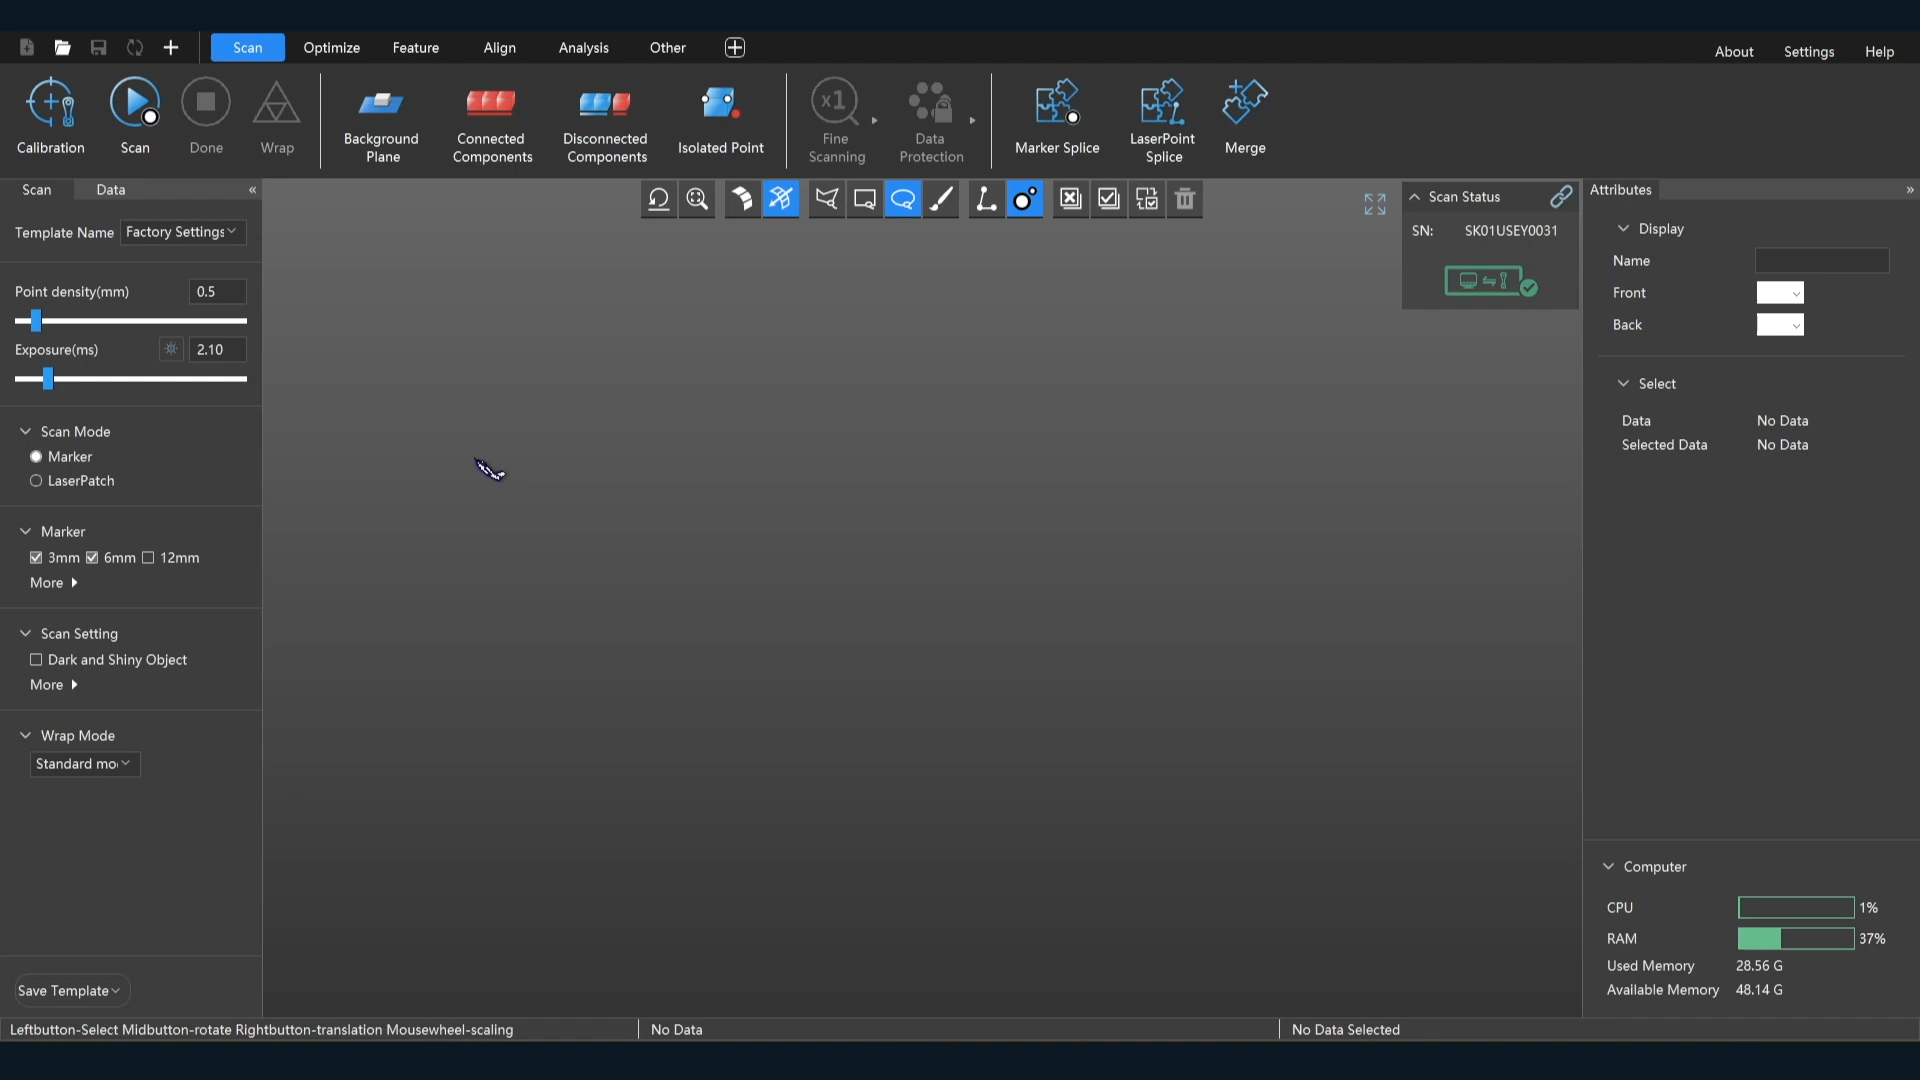 Scan Optimize Feature Align Analysis Other
About Settings Help
Calibration Scan Done Wrap
Background Plane
Connected Components
Disconnected Components
Isolated Point
x1
Fine Scanning
Data Protection
Marker Splice
LaserPoint Splice
Merge
Scan Data «
Template Name Factory Settings
Point density(mm) 0.5
Exposure(ms) 2.10
Scan Mode
Marker
LaserPatch
Marker
3mm 6mm 12mm
More
Scan Setting
Dark and Shiny Object
More
Wrap Mode
Standard mo
Save Template
Scan Status
SN: SK01USEY0031
Attributes »
Display
Name
Front
Back
Select
Data No Data
Selected Data No Data
Computer
CPU 1%
RAM 37%
Used Memory 28.56 G
Available Memory 48.14 G
Leftbutton-Select Midbutton-rotate Rightbutton-translation Mousewheel-scaling
No Data
No Data Selected